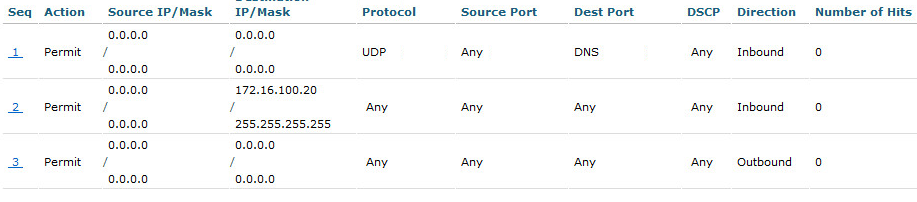 Destination
Seq Action Source IP/Mask IP/Mask Protocol Source Port Dest Port DSCP Direction Number of Hits
0.0.0.0 0.0.0.0
1 Permit / / UDP Any DNS Any Inbound 0
0.0.0.0 0.0.0.0
0.0.0.0 172.16.100.20
2 Permit / / Any Any Any Any Inbound 0
0.0.0.0 255.255.255.255
0.0.0.0 0.0.0.0
3 Permit / / Any Any Any Any Outbound 0
0.0.0.0 0.0.0.0